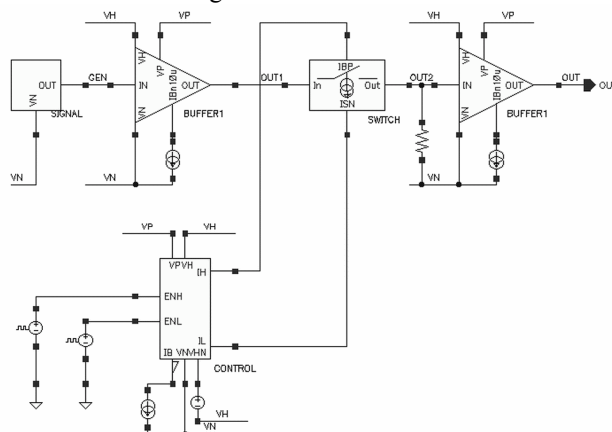 VH
VP
VH
VP
OUT
VN
SIGNAL
GEN
VH
VP
IN
IBn10u
OUT
VN
BUFFER1
OUT1
IBP
In
Out
ISN
SWITCH
OUT2
VH
VP
IN
IBn10u
OUT
VN
BUFFER1
OUT
OU
VN
VN
VN
VP
VH
VPVH
IH
ENH
ENL
IL
IB VNVHN
CONTROL
VH
VN